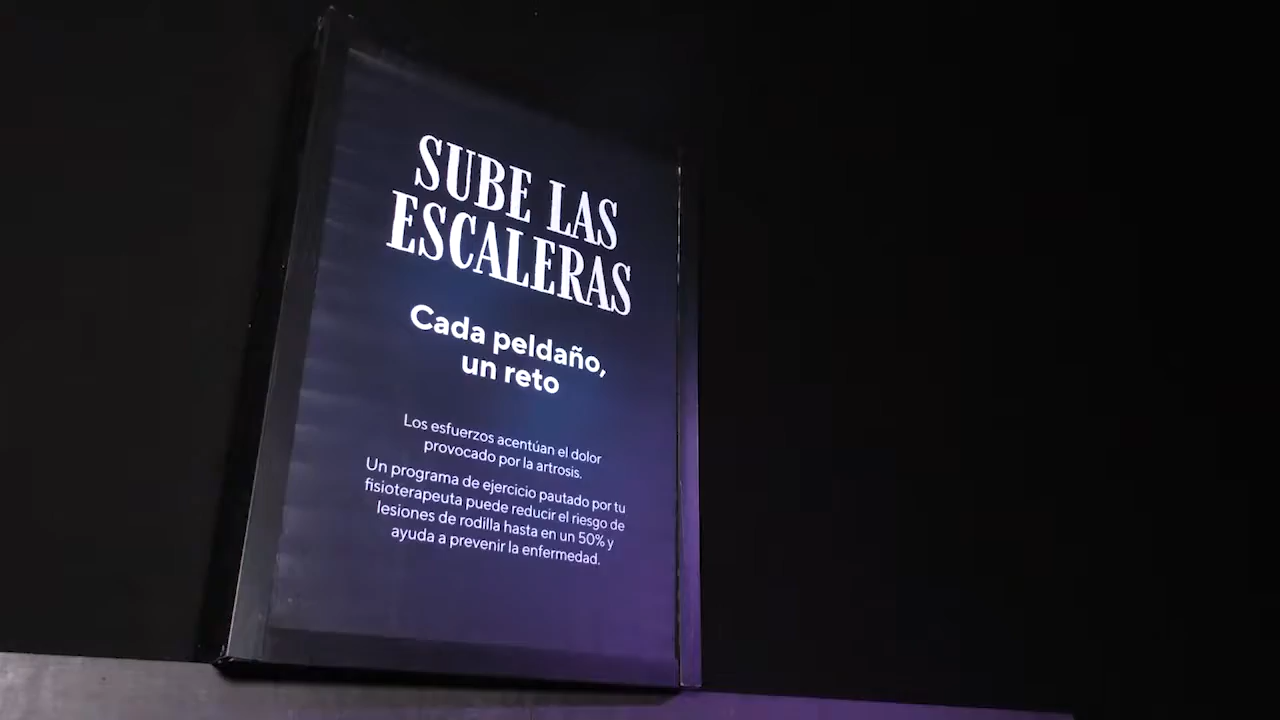 SUBE LAS
ESCALERAS
Cada peldaño,
un reto
Los esfuerzos acentúan el dolor
provocado por la artrosis.
Un programa de ejercicio pautado por tu
fisioterapeuta puede reducir el riesgo de
lesiones de rodilla hasta en un 50% y
ayuda a prevenir la enfermedad.